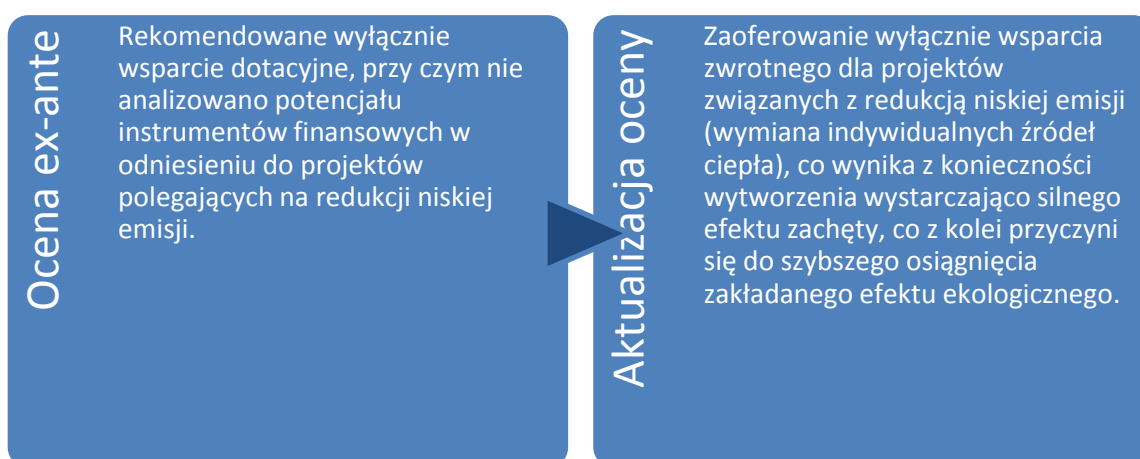 Ocena ex-ante
Rekomendowane wyłącznie
wsparcie dotacyjne, przy czym nie
analizowano potencjału
instrumentów finansowych w
odniesieniu do projektów
polegających na redukcji niskiej
emisji.
Aktualizacja oceny
Zaoferowanie wyłącznie wsparcia
zwrotnego dla projektów
związanych z redukcją niskiej emisji
(wymiana indywidualnych źródeł
ciepła), co wynika z konieczności
wytworzenia wystarczająco silnego
efektu zachęty, co z kolei przyczyni
się do szybszego osiągnięcia
zakładanego efektu ekologicznego.